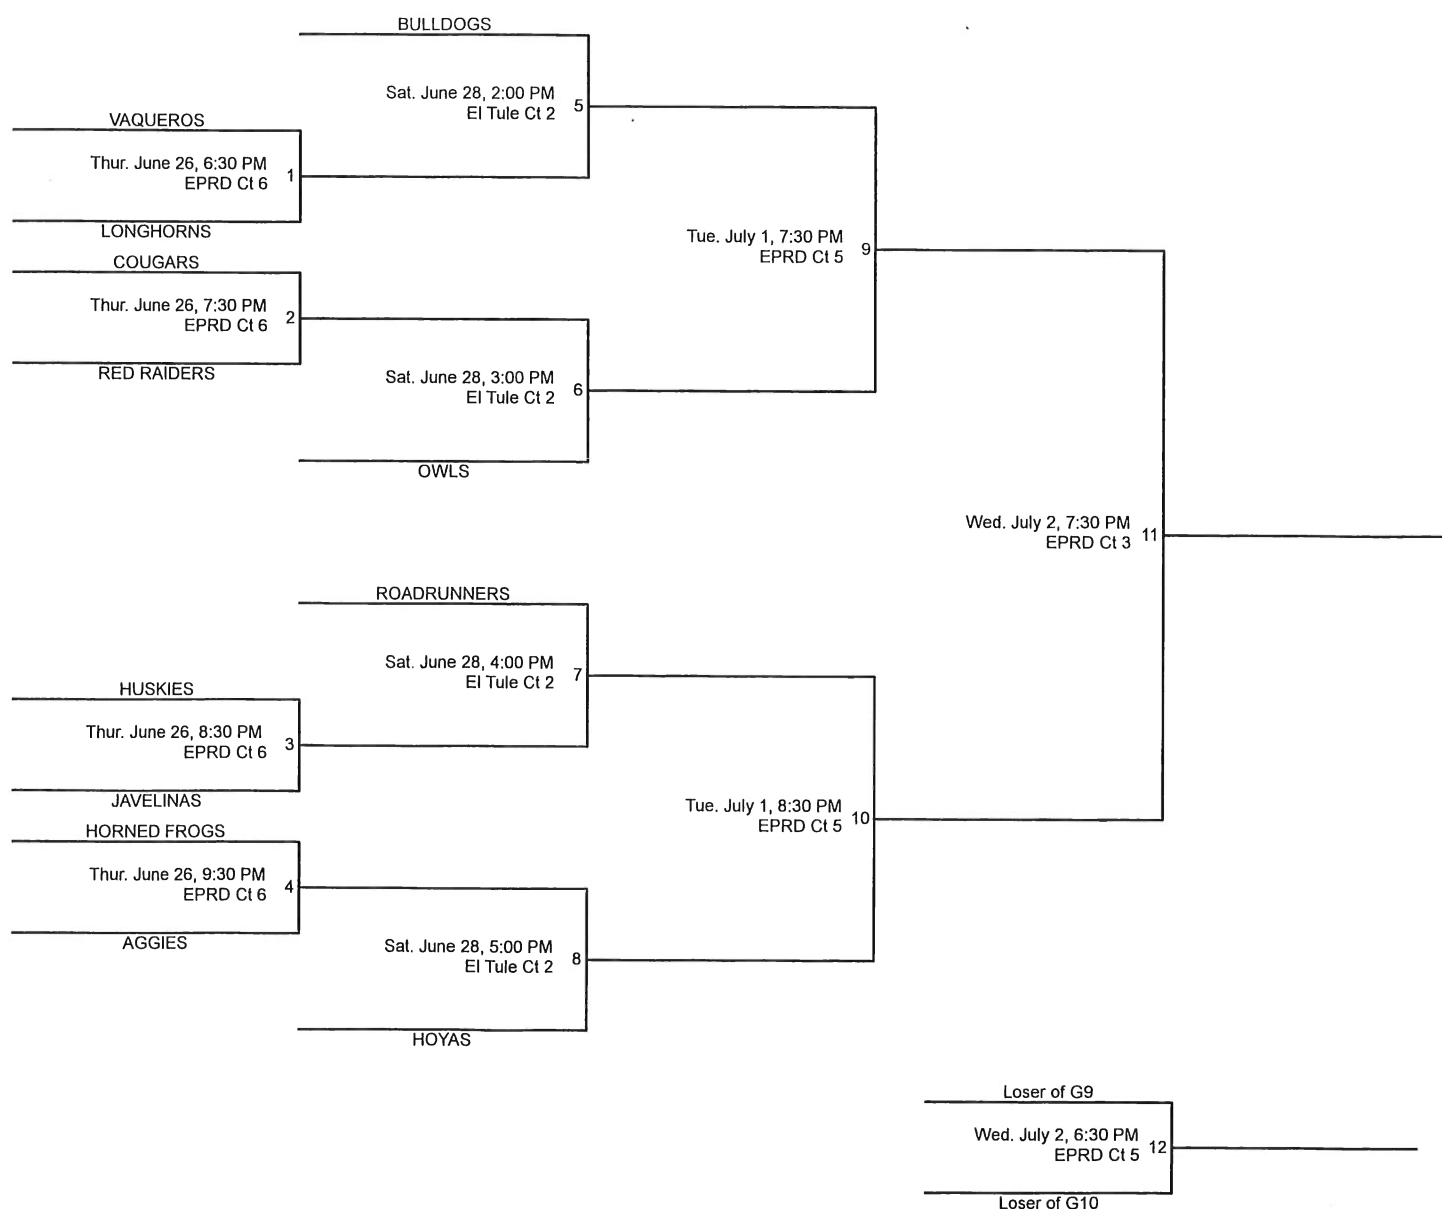 BULLDOGS
Sat. June 28, 2:00 PM
El Tule Ct 2
5
VAQUEROS
Thur. June 26, 6:30 PM
EPRD Ct 6
1
LONGHORNS
COUGARS
Thur. June 26, 7:30 PM
EPRD Ct 6
2
RED RAIDERS
Sat. June 28, 3:00 PM
El Tule Ct 2
6
OWLS
Tue. July 1, 7:30 PM
EPRD Ct 5
9
Wed. July 2, 7:30 PM
EPRD Ct 3
11
ROADRUNNERS
Sat. June 28, 4:00 PM
El Tule Ct 2
7
HUSKIES
Thur. June 26, 8:30 PM
EPRD Ct 6
3
JAVELINAS
HORNED FROGS
Thur. June 26, 9:30 PM
EPRD Ct 6
4
AGGIES
Sat. June 28, 5:00 PM
El Tule Ct 2
8
HOYAS
Tue. July 1, 8:30 PM
EPRD Ct 5
10
Loser of G9
Wed. July 2, 6:30 PM
EPRD Ct 5
12
Loser of G10